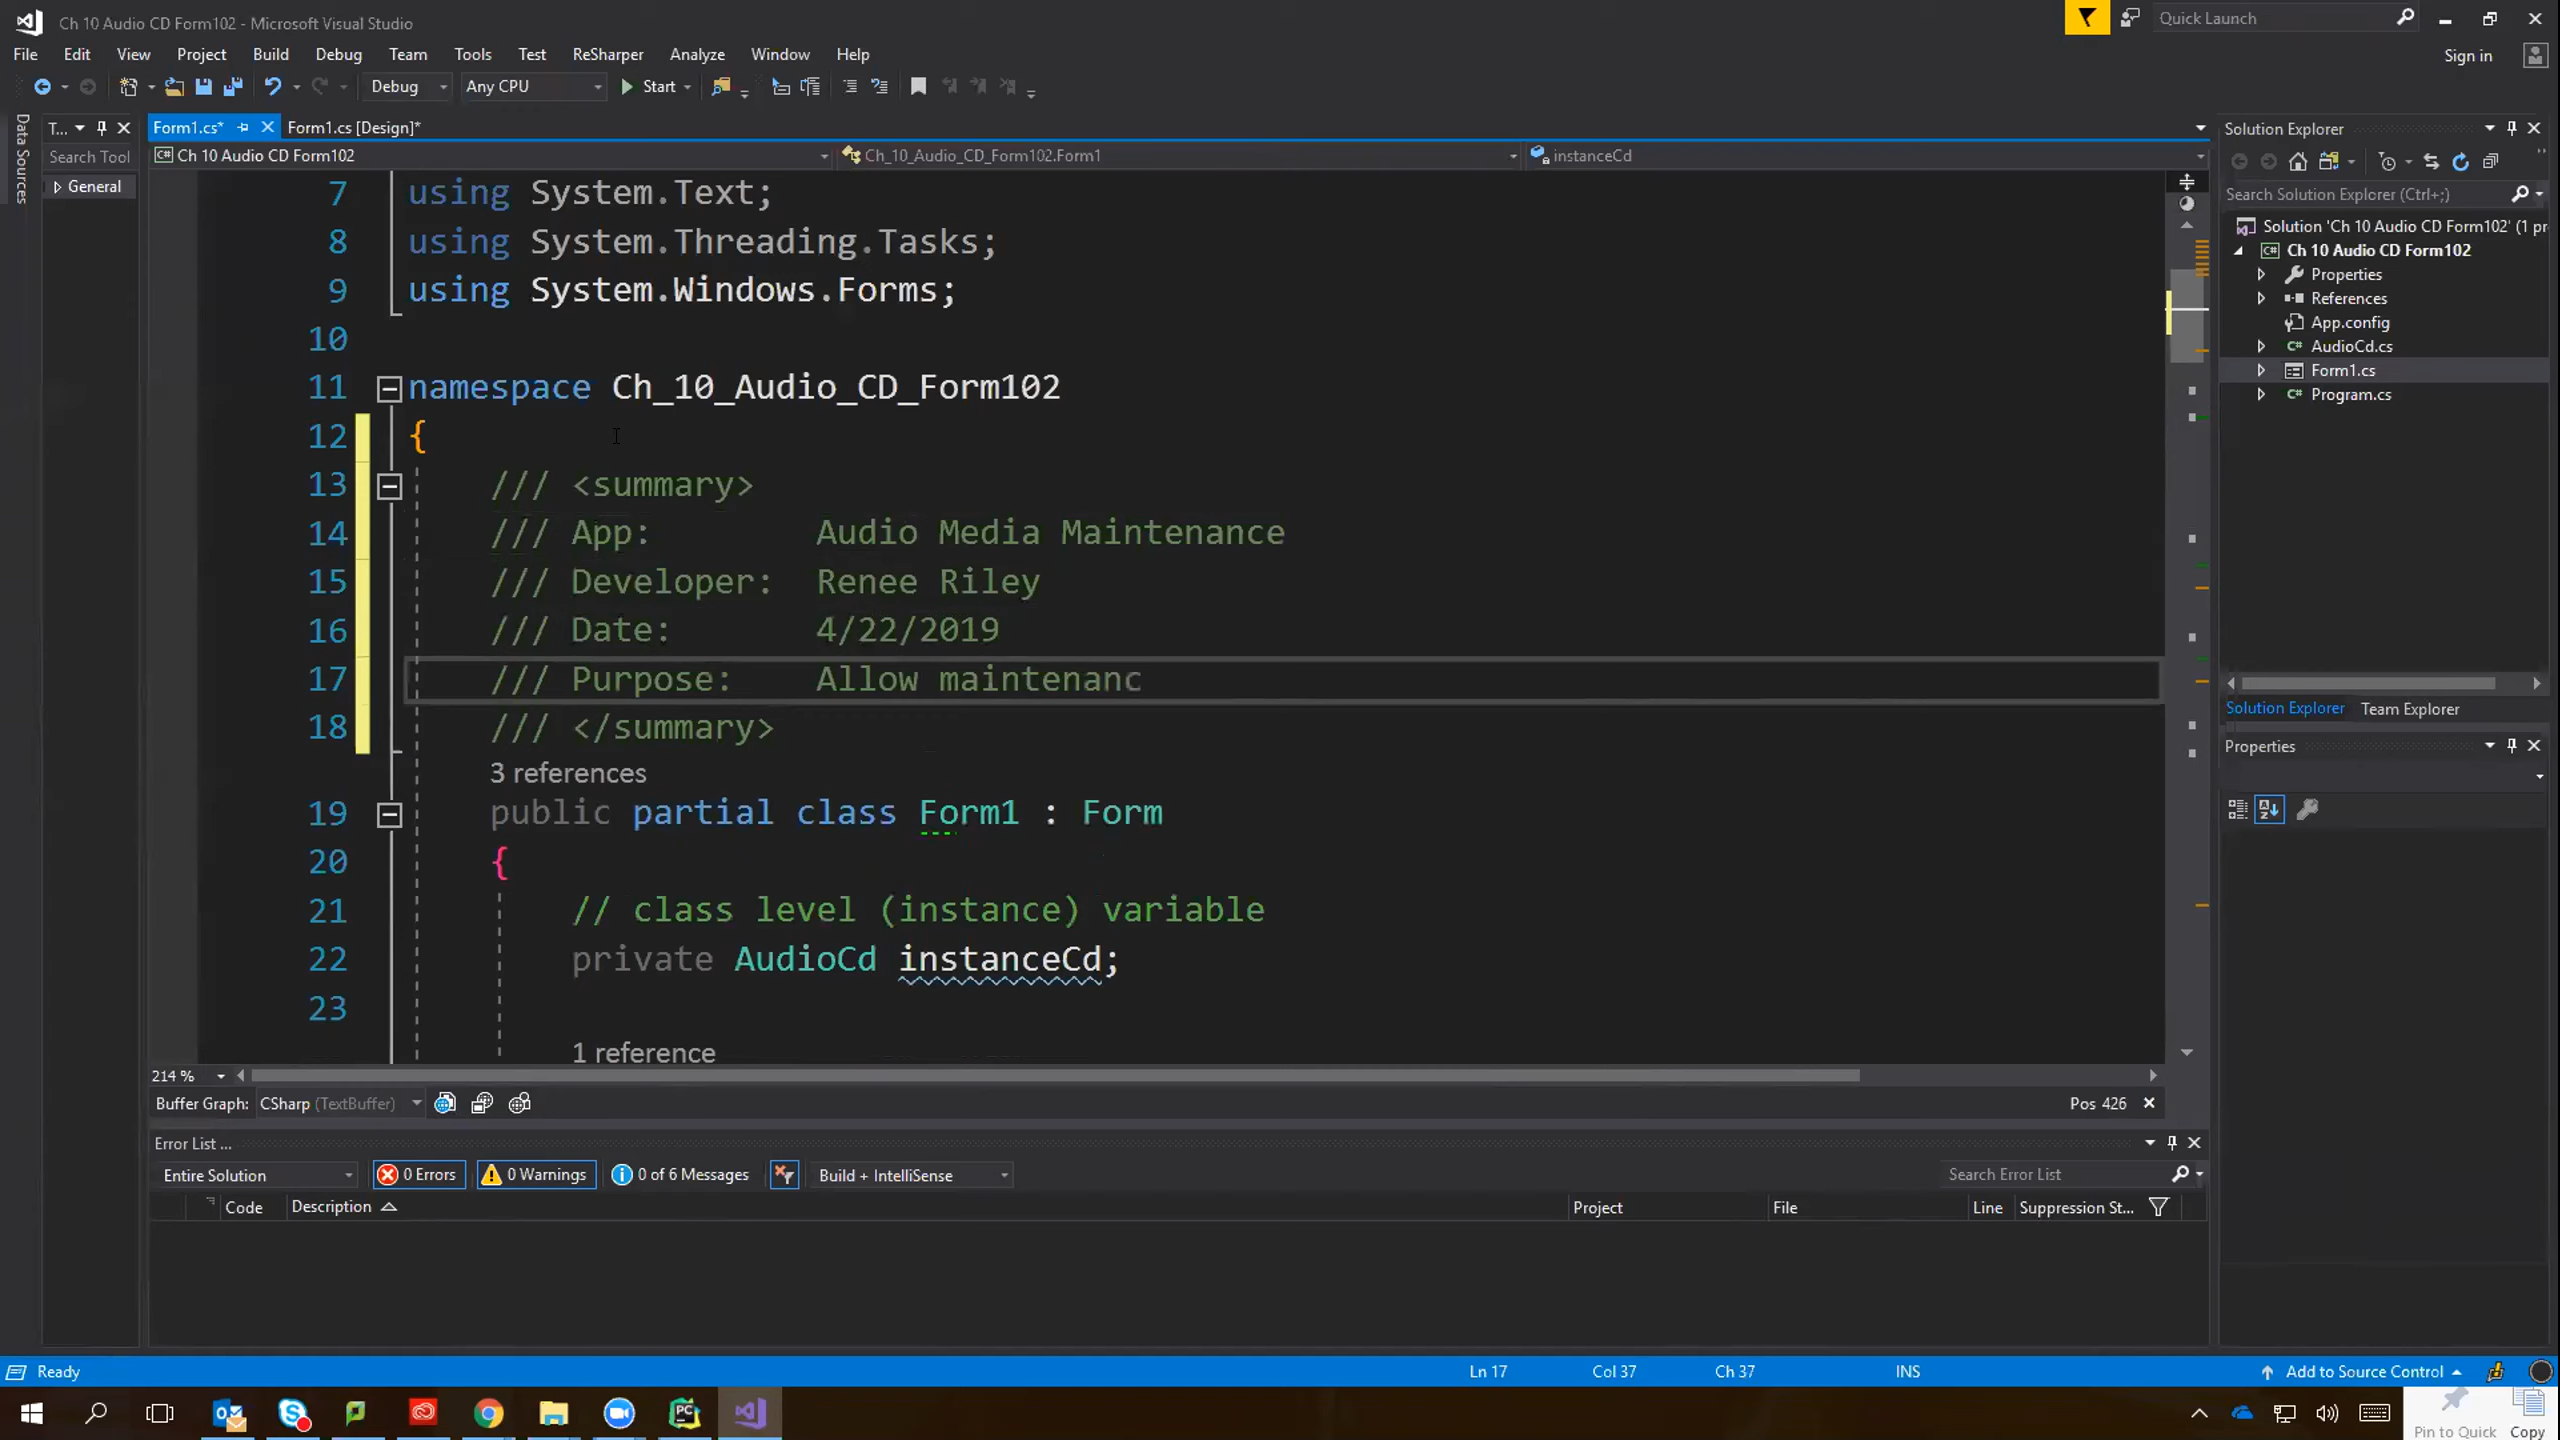 Ch 10 Audio CD Form102 - Microsoft Visual Studio
Quick Launch
File Edit View Project Build Debug Team Tools Test ReSharper Analyze Window Help
Sign in
Debug Any CPU Start
Data Sources
T...
Search Tool
General
Form1.cs*
Form1.cs [Design]*
Ch 10 Audio CD Form102
Ch_10_Audio_CD_Form102.Form1
instanceCd
7 using System.Text;
8 using System.Threading.Tasks;
9 using System.Windows.Forms;
10
11 namespace Ch_10_Audio_CD_Form102
12 {
13 /// <summary>
14 /// App: Audio Media Maintenance
15 /// Developer: Renee Riley
16 /// Date: 4/22/2019
17 /// Purpose: Allow maintenanc
18 /// </summary>
3 references
19 public partial class Form1 : Form
20 {
21 // class level (instance) variable
22 private AudioCd instanceCd;
23
1 reference
214 %
Buffer Graph: CSharp (TextBuffer)
Pos 426
Error List ...
Entire Solution
0 Errors
0 Warnings
0 of 6 Messages
Build + IntelliSense
Search Error List
Code Description Project File Line Suppression St...
Solution Explorer
Search Solution Explorer (Ctrl+;)
Solution 'Ch 10 Audio CD Form102' (1 pr
Ch 10 Audio CD Form102
Properties
References
App.config
AudioCd.cs
Form1.cs
Program.cs
Solution Explorer Team Explorer
Properties
Ready
Ln 17 Col 37 Ch 37 INS
Add to Source Control
Pin to Quick
Copy